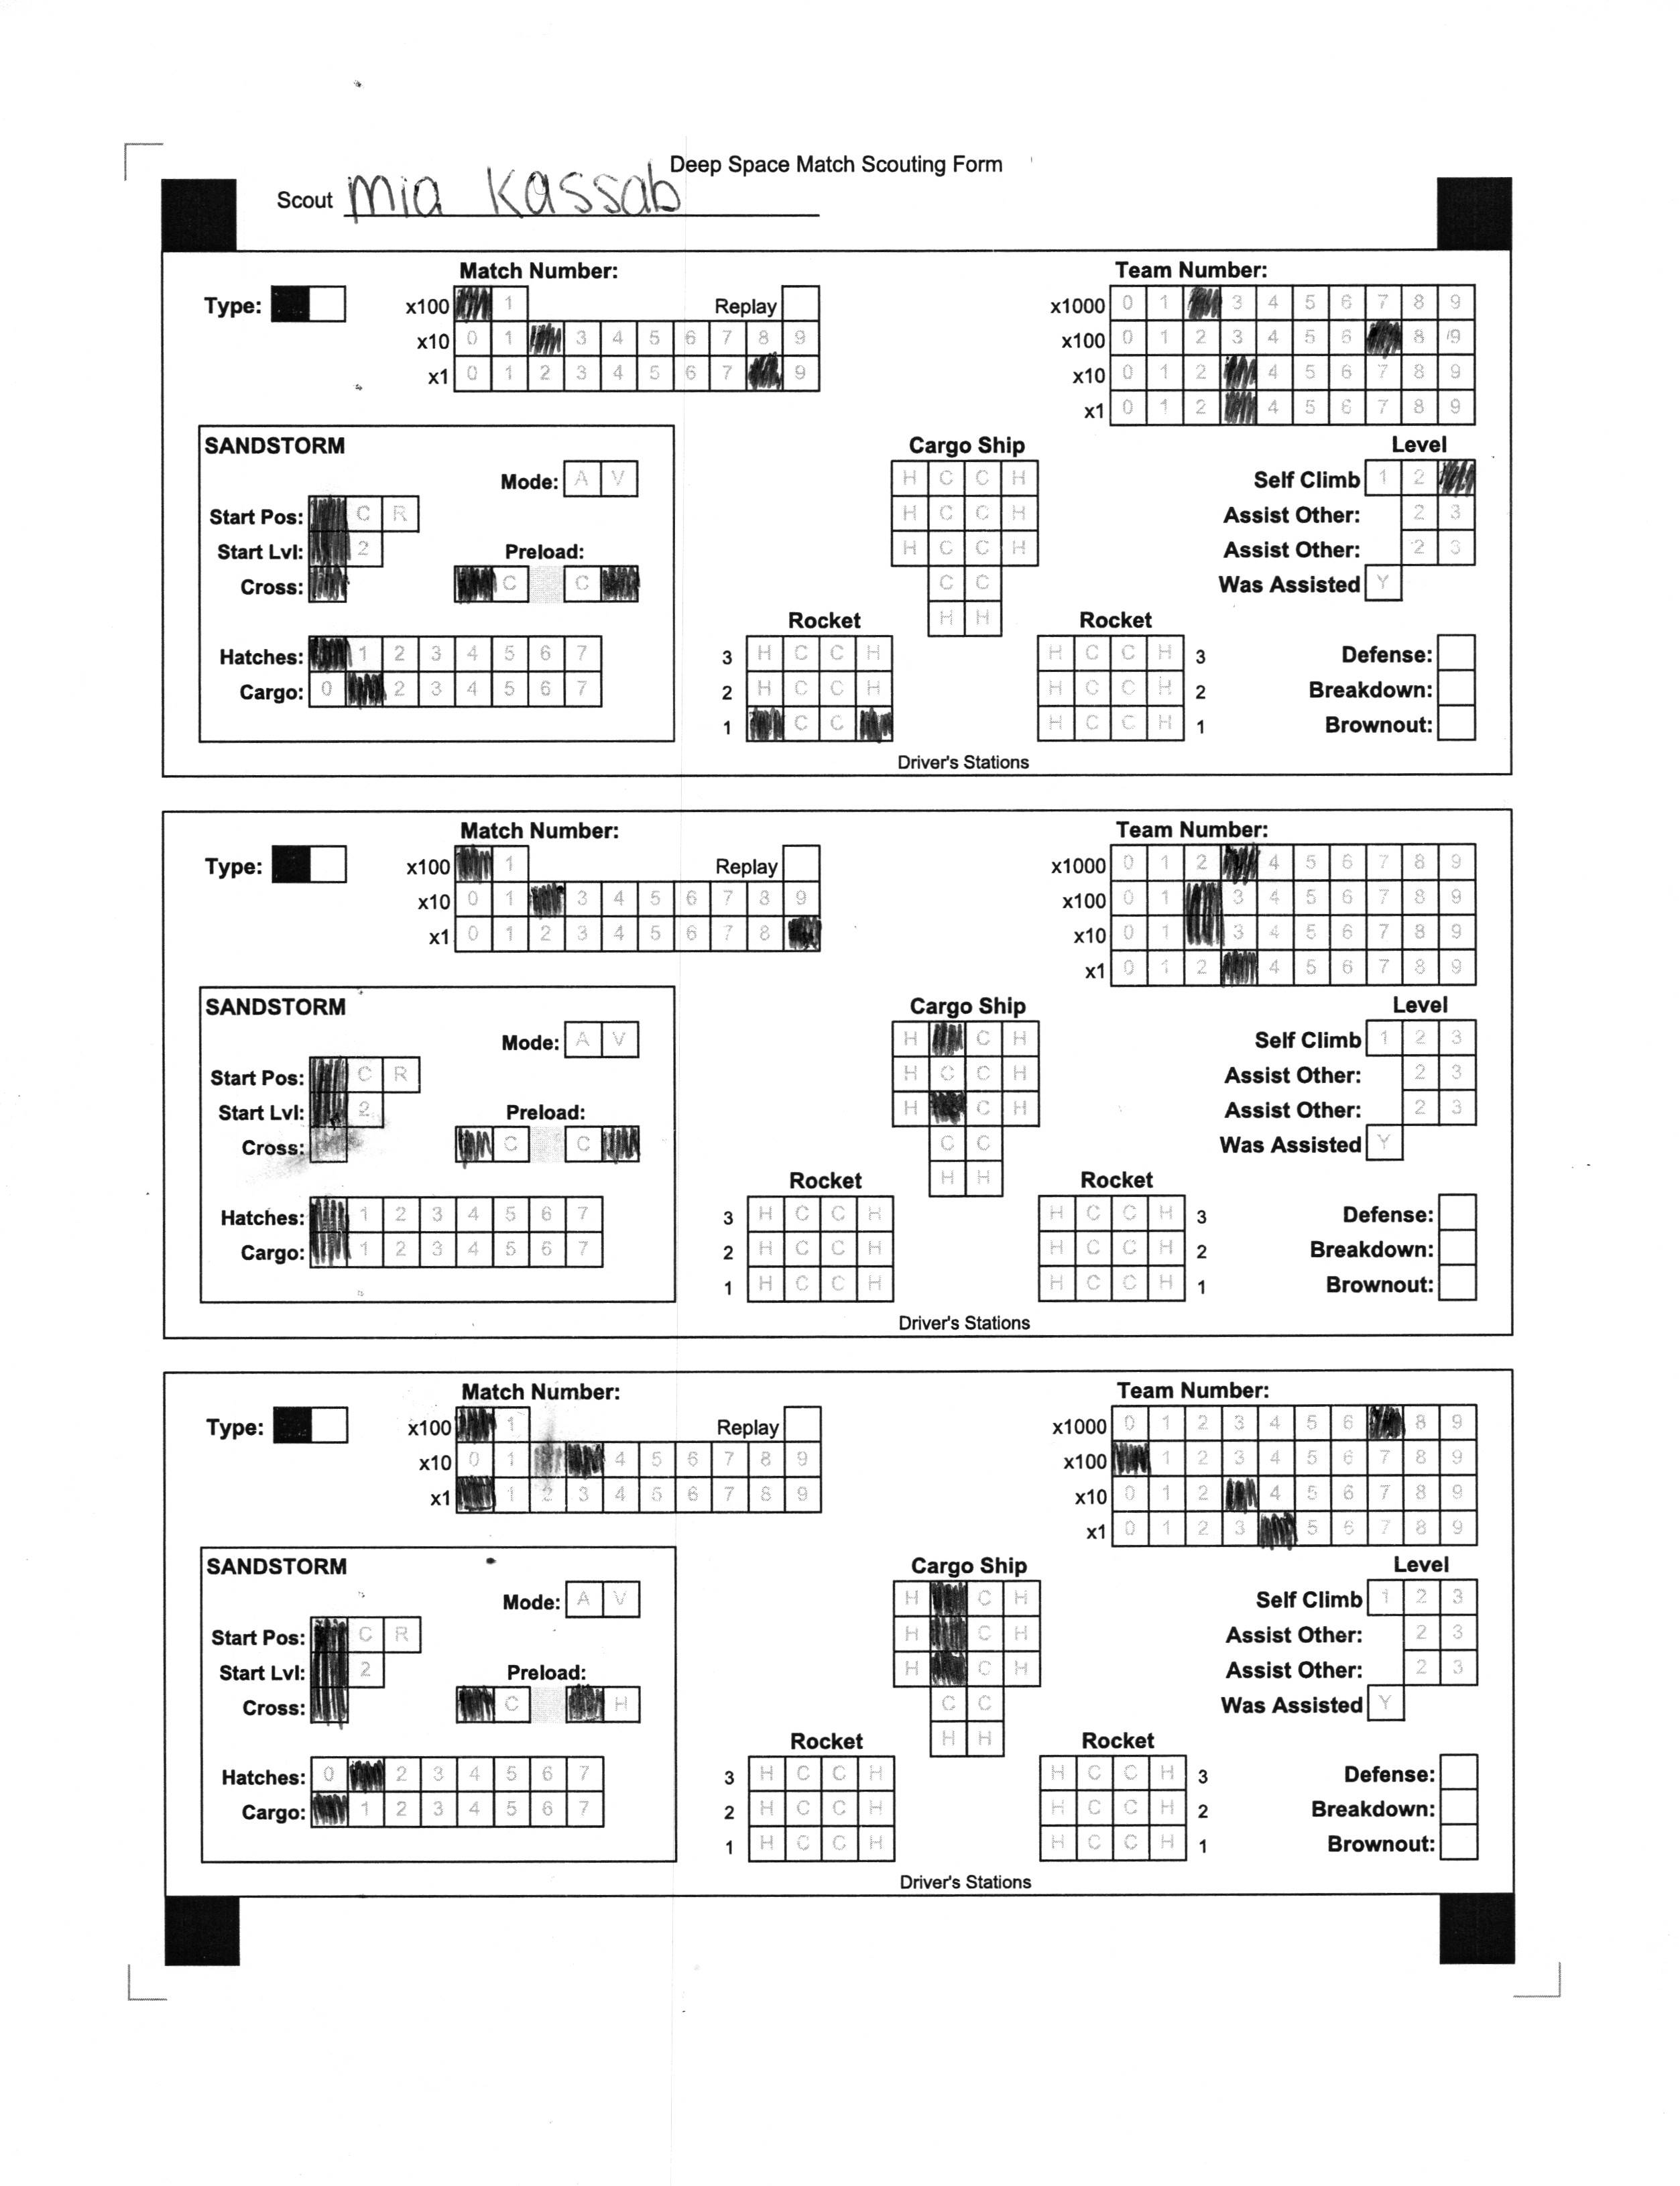 Deep Space Match Scouting Form
Scout mia Kassab
Match Number: Team Number:
Type: x100 1 Replay x1000 0 1 3 4 5 6 7 8 9
x10 0 1 3 4 5 6 7 8 9 x100 0 1 2 3 4 5 6 8 9
x1 0 1 2 3 4 5 6 7 9 x10 0 1 2 4 5 6 7 8 9
x1 0 1 2 4 5 6 7 8 9
SANDSTORM Cargo Ship Level
Mode: A V H C C H Self Climb 1 2
Start Pos: C R H C C H Assist Other: 2 3
Start Lvl: 2 Preload: H C C H Assist Other: 2 3
Cross: C C C C Was Assisted Y
Rocket H H Rocket
Hatches: 1 2 3 4 5 6 7 3 H C C H H C C H 3 Defense:
Cargo: 0 2 3 4 5 6 7 2 H C C H H C C H 2 Breakdown:
1 C C H C C H 1 Brownout:
Driver's Stations
Match Number: Team Number:
Type: x100 1 Replay x1000 0 1 2 4 5 6 7 8 9
x10 0 1 3 4 5 6 7 8 9 x100 0 1 3 4 5 6 7 8 9
x1 0 1 2 3 4 5 6 7 8 x10 0 1 3 4 5 6 7 8 9
x1 0 1 2 4 5 6 7 8 9
SANDSTORM Cargo Ship Level
Mode: A V H C H Self Climb 1 2 3
Start Pos: C R H C C H Assist Other: 2 3
Start Lvl: 2 Preload: H C H Assist Other: 2 3
Cross: C C C C Was Assisted Y
Rocket H H Rocket
Hatches: 1 2 3 4 5 6 7 3 H C C H H C C H 3 Defense:
Cargo: 1 2 3 4 5 6 7 2 H C C H H C C H 2 Breakdown:
1 H C C H H C C H 1 Brownout:
Driver's Stations
Match Number: Team Number:
Type: x100 1 Replay x1000 0 1 2 3 4 5 6 8 9
x10 0 1 4 5 6 7 8 9 x100 1 2 3 4 5 6 7 8 9
x1 1 2 3 4 5 6 7 8 9 x10 0 1 2 4 5 6 7 8 9
x1 0 1 2 3 5 6 7 8 9
SANDSTORM Cargo Ship Level
Mode: A V H C H Self Climb 1 2 3
Start Pos: C R H C H Assist Other: 2 3
Start Lvl: 2 Preload: H C H Assist Other: 2 3
Cross: C H C C Was Assisted Y
Rocket H H Rocket
Hatches: 0 2 3 4 5 6 7 3 H C C H H C C H 3 Defense:
Cargo: 1 2 3 4 5 6 7 2 H C C H H C C H 2 Breakdown:
1 H C C H H C C H 1 Brownout:
Driver's Stations